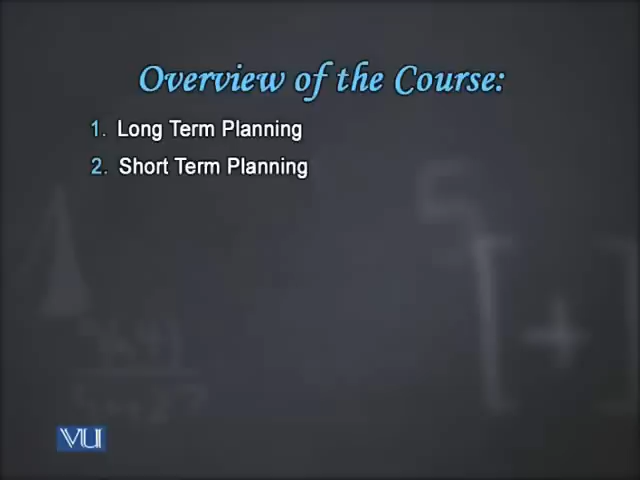 Overview of the Course:
1. Long Term Planning
2. Short Term Planning
VU